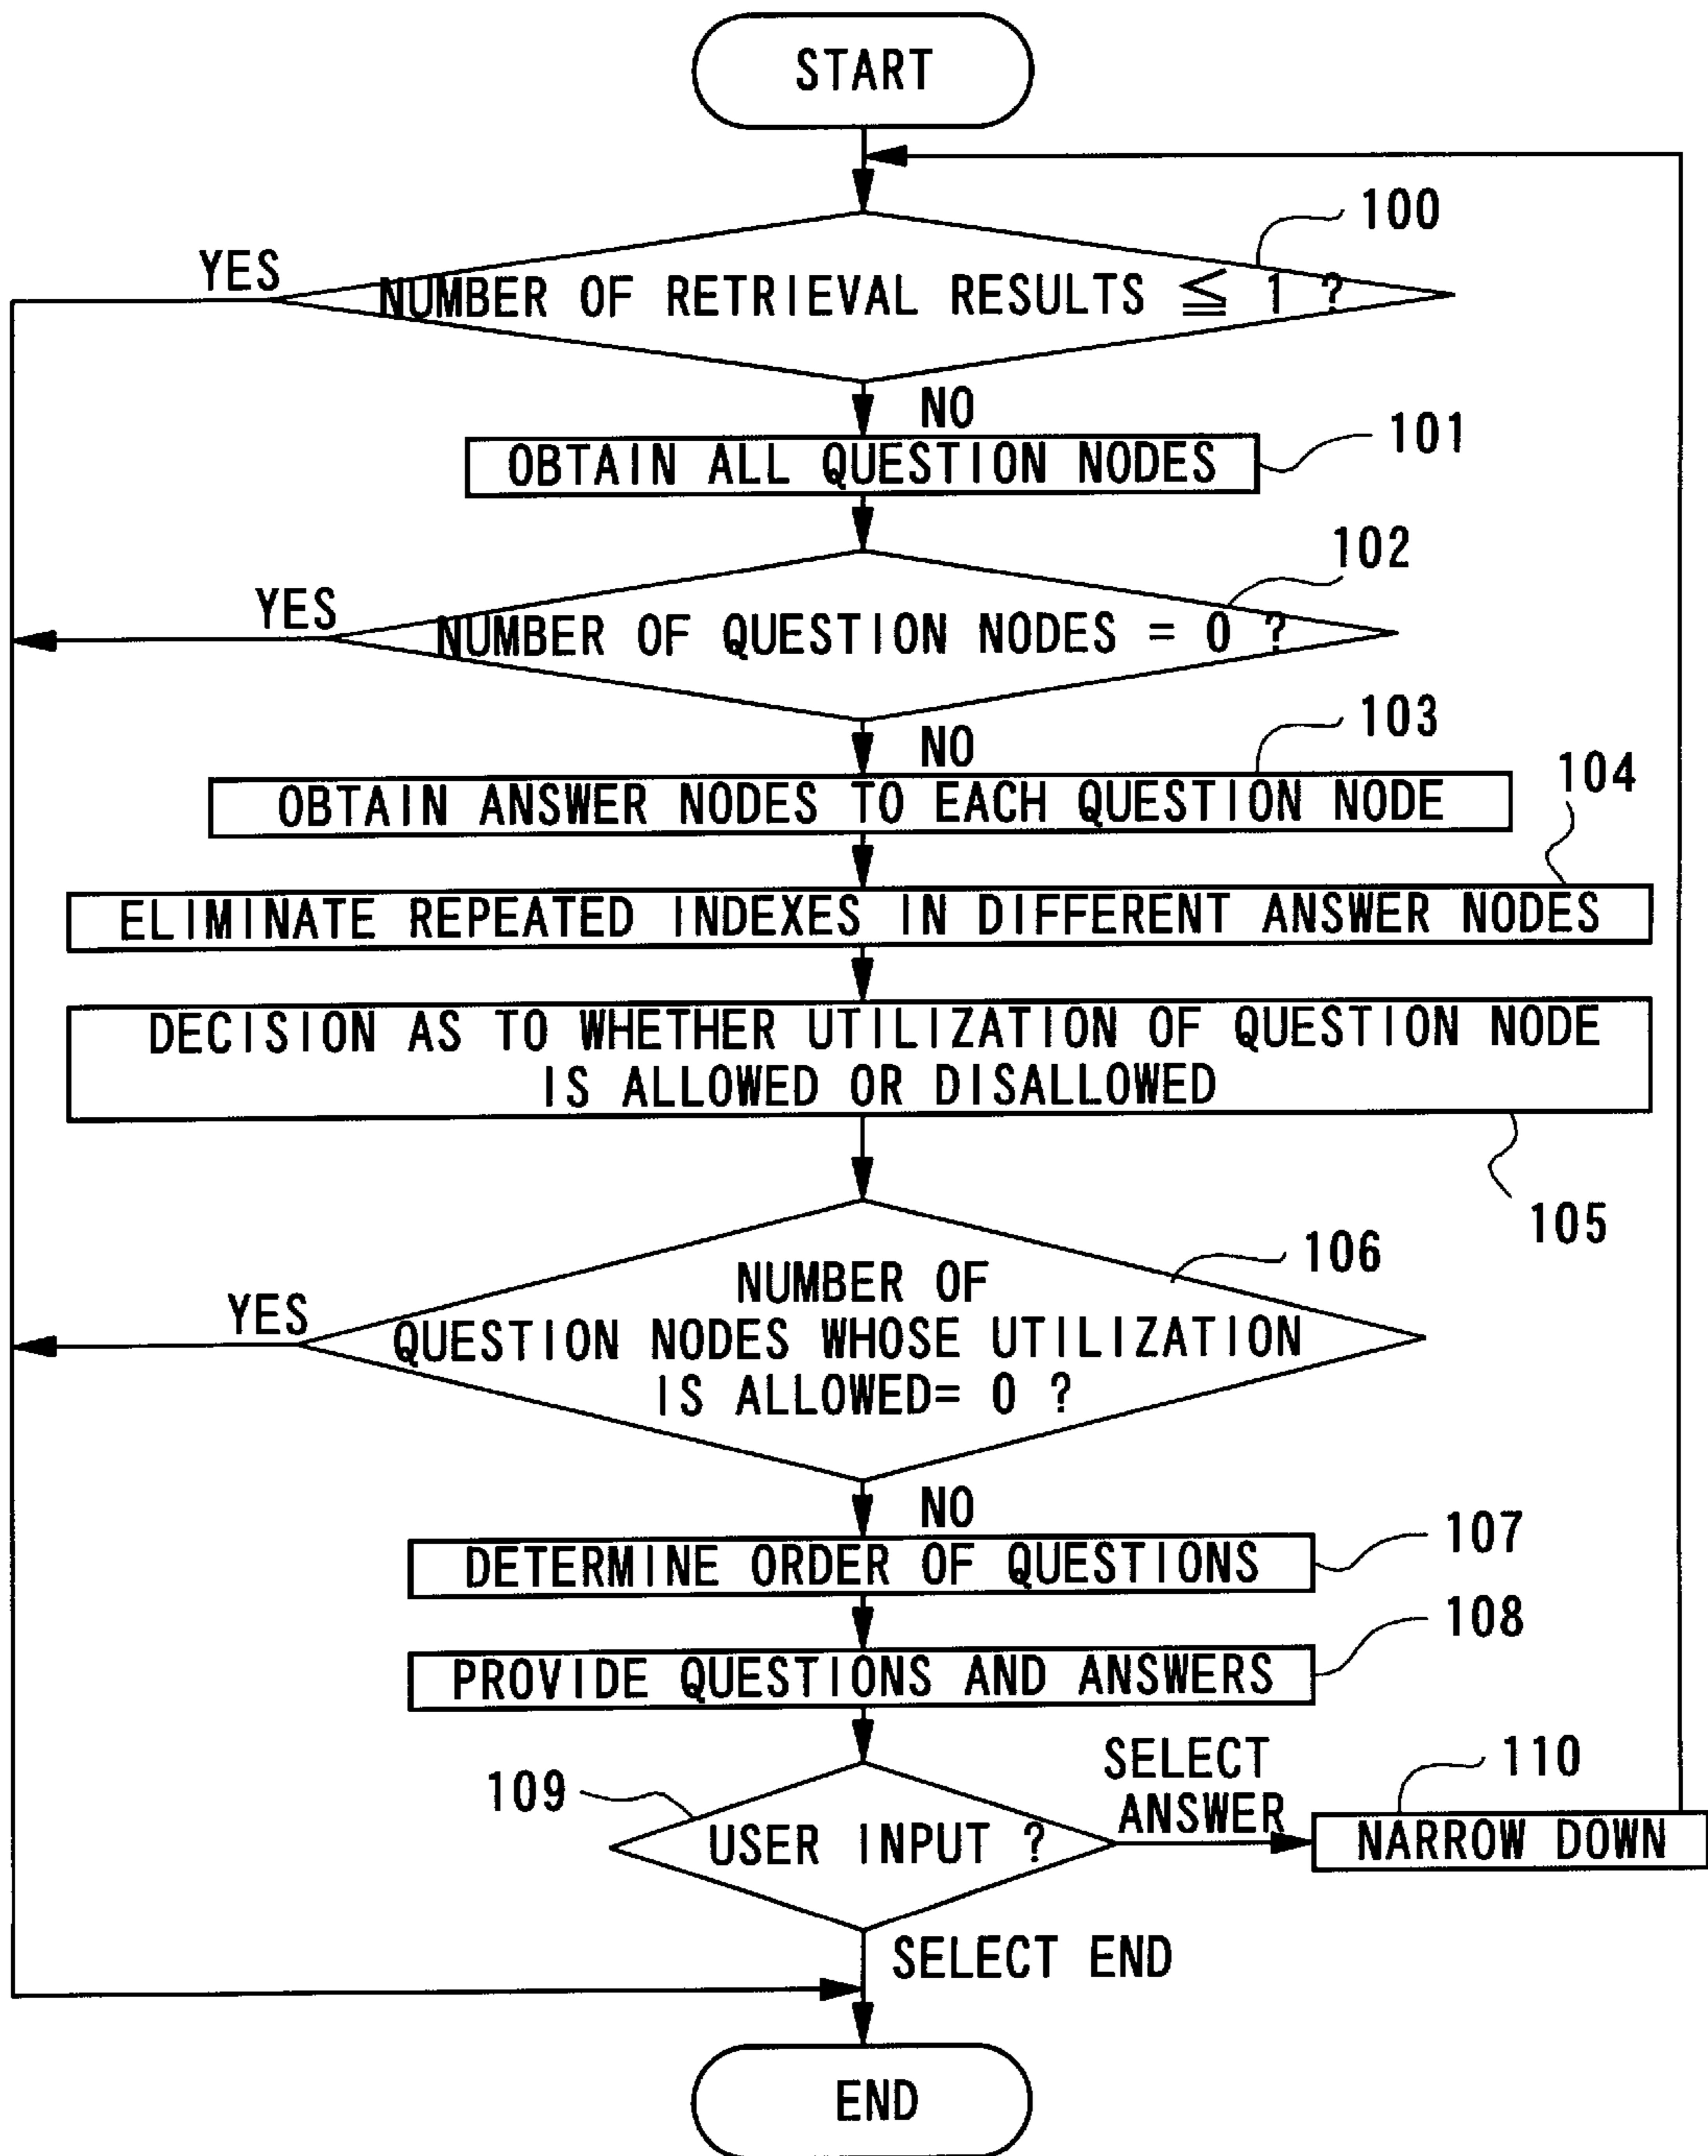 START
100
YES
NUMBER OF RETRIEVAL RESULTS ≦ 1 ?
NO
101
OBTAIN ALL QUESTION NODES
102
YES
NUMBER OF QUESTION NODES = 0 ?
NO
103
OBTAIN ANSWER NODES TO EACH QUESTION NODE
104
ELIMINATE REPEATED INDEXES IN DIFFERENT ANSWER NODES
DECISION AS TO WHETHER UTILIZATION OF QUESTION NODE
IS ALLOWED OR DISALLOWED
105
106
YES
NUMBER OF
QUESTION NODES WHOSE UTILIZATION
IS ALLOWED= 0 ?
NO
107
DETERMINE ORDER OF QUESTIONS
108
PROVIDE QUESTIONS AND ANSWERS
109
USER INPUT ?
SELECT
ANSWER
110
NARROW DOWN
SELECT END
END